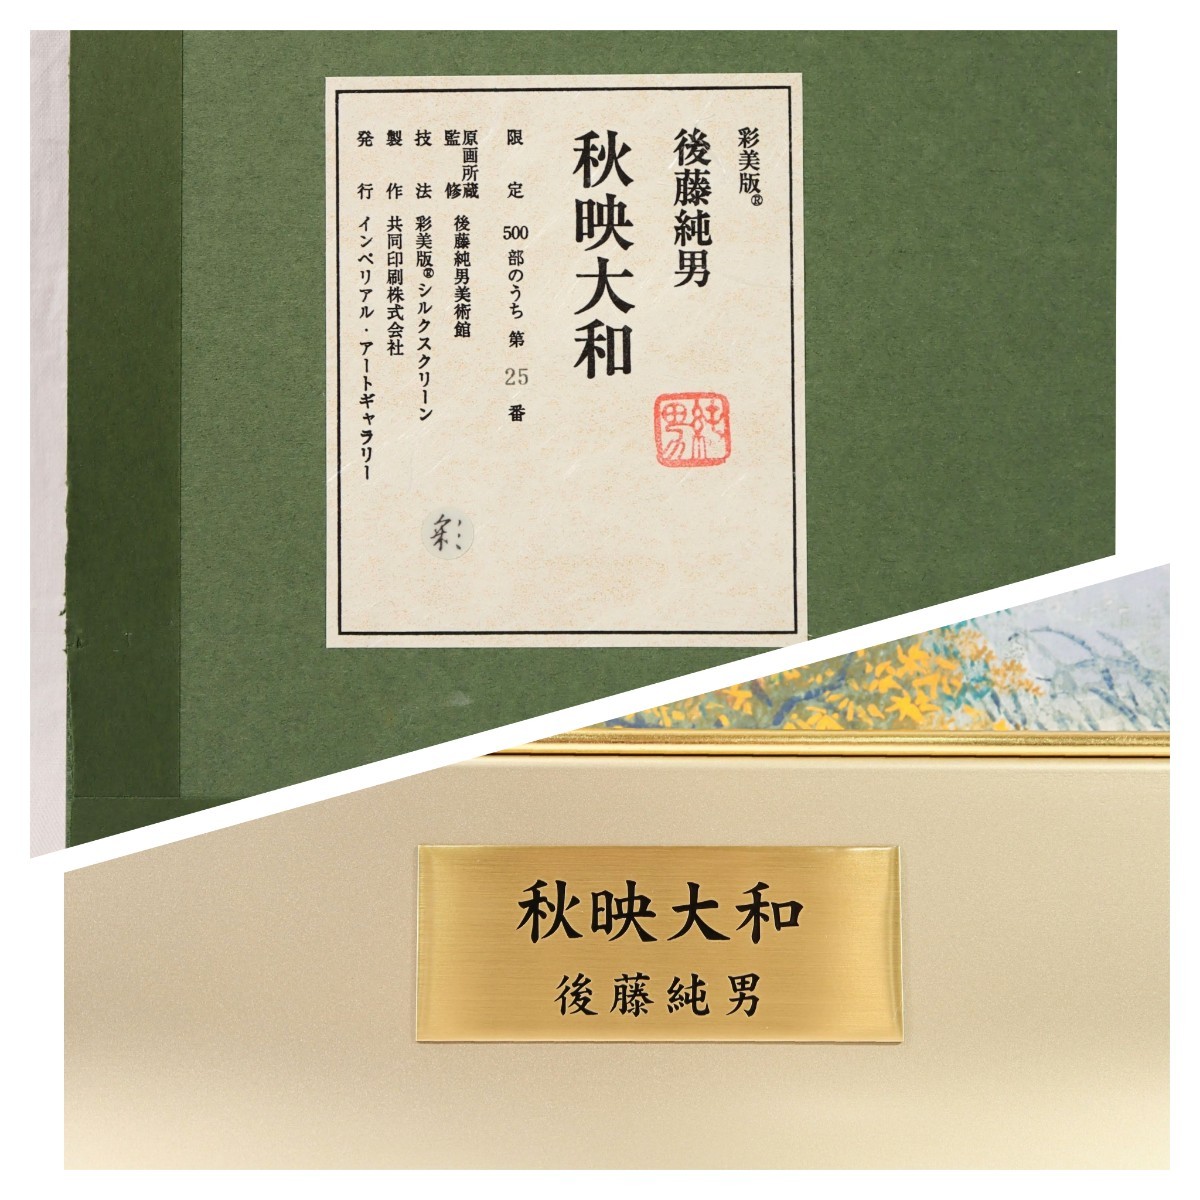 彩美版®
後藤純男
秋映大和
純男
限定 500部のうち 第 25 番
原画所蔵
監修 後藤純男美術館
技法 彩美版®シルクスクリーン
製作 共同印刷株式会社
発行 インペリアル・アートギャラリー
彩
秋映大和
後藤純男